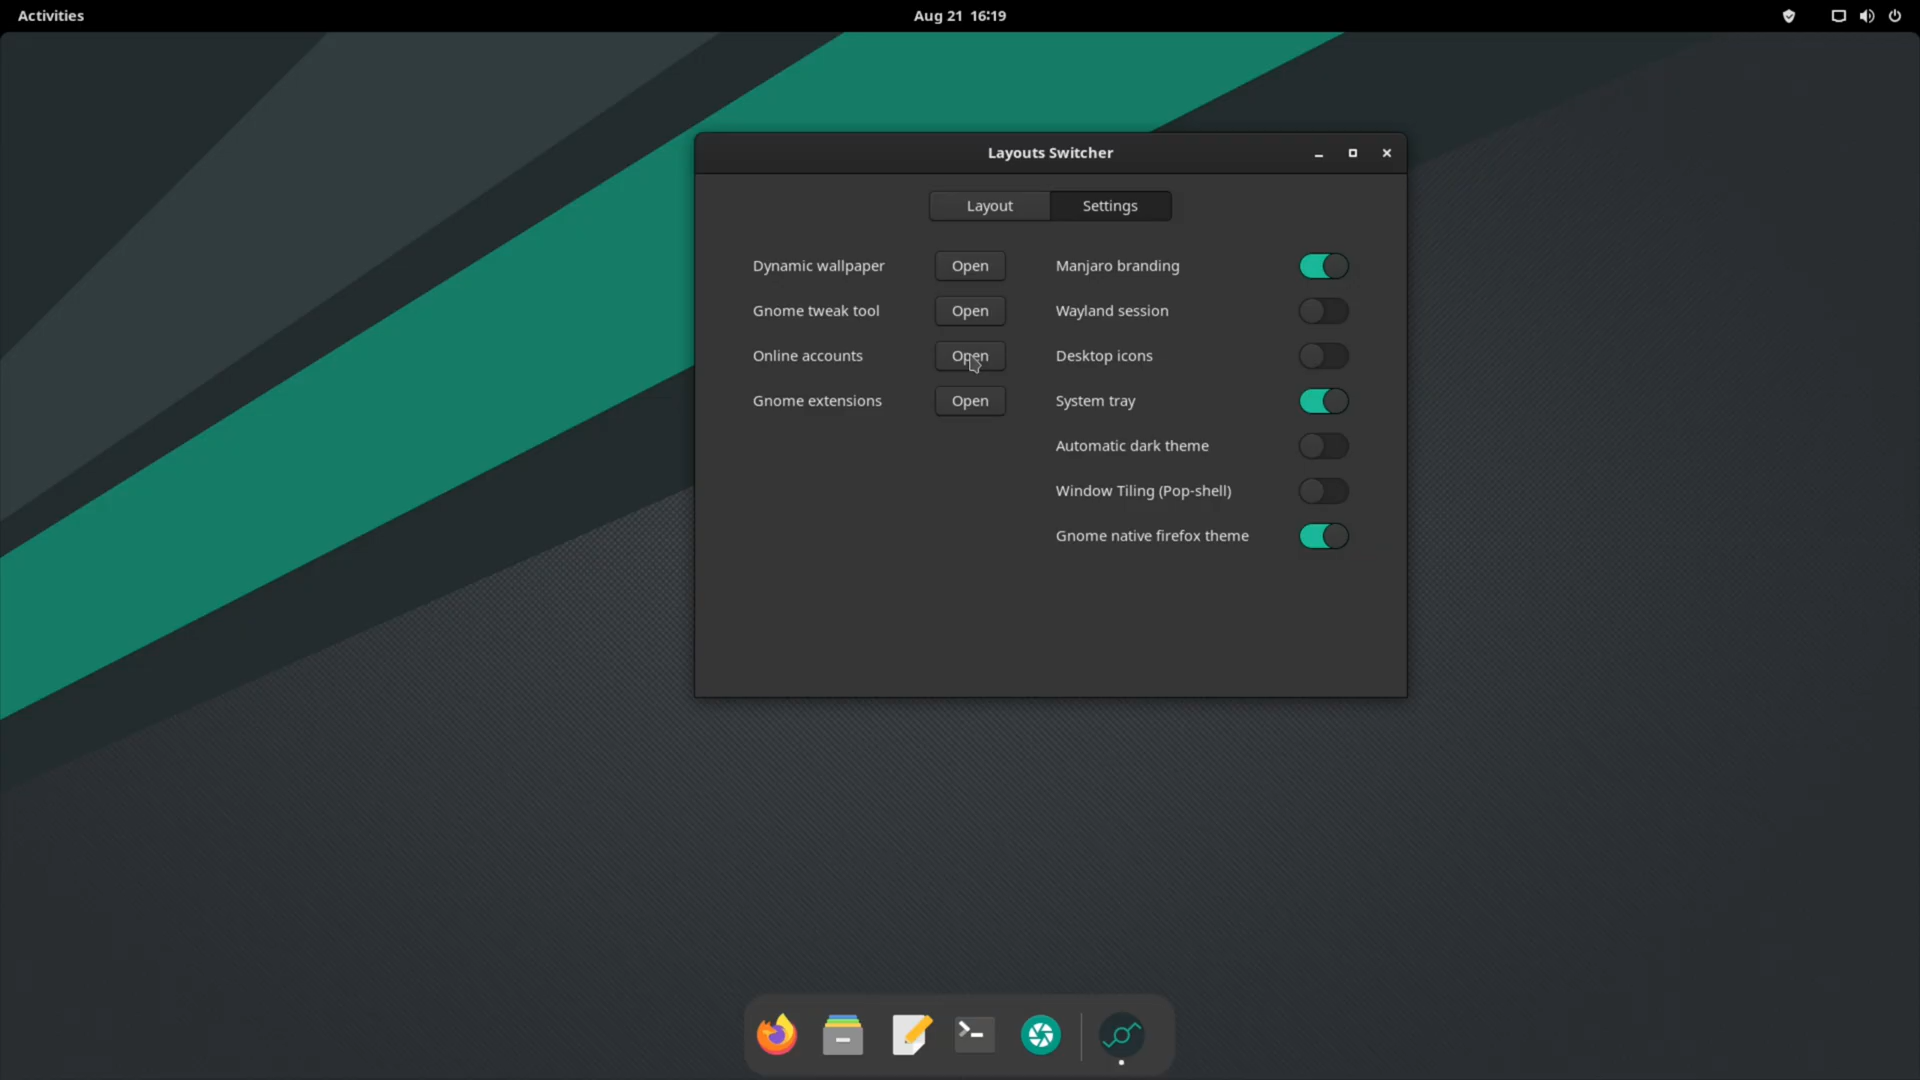 Activities
Aug 21 16:19
Layouts Switcher
Layout
Settings
Dynamic wallpaper
Open
Manjaro branding
Gnome tweak tool
Open
Wayland session
Online accounts
Open
Desktop icons
Gnome extensions
Open
System tray
Automatic dark theme
Window Tiling (Pop-shell)
Gnome native firefox theme